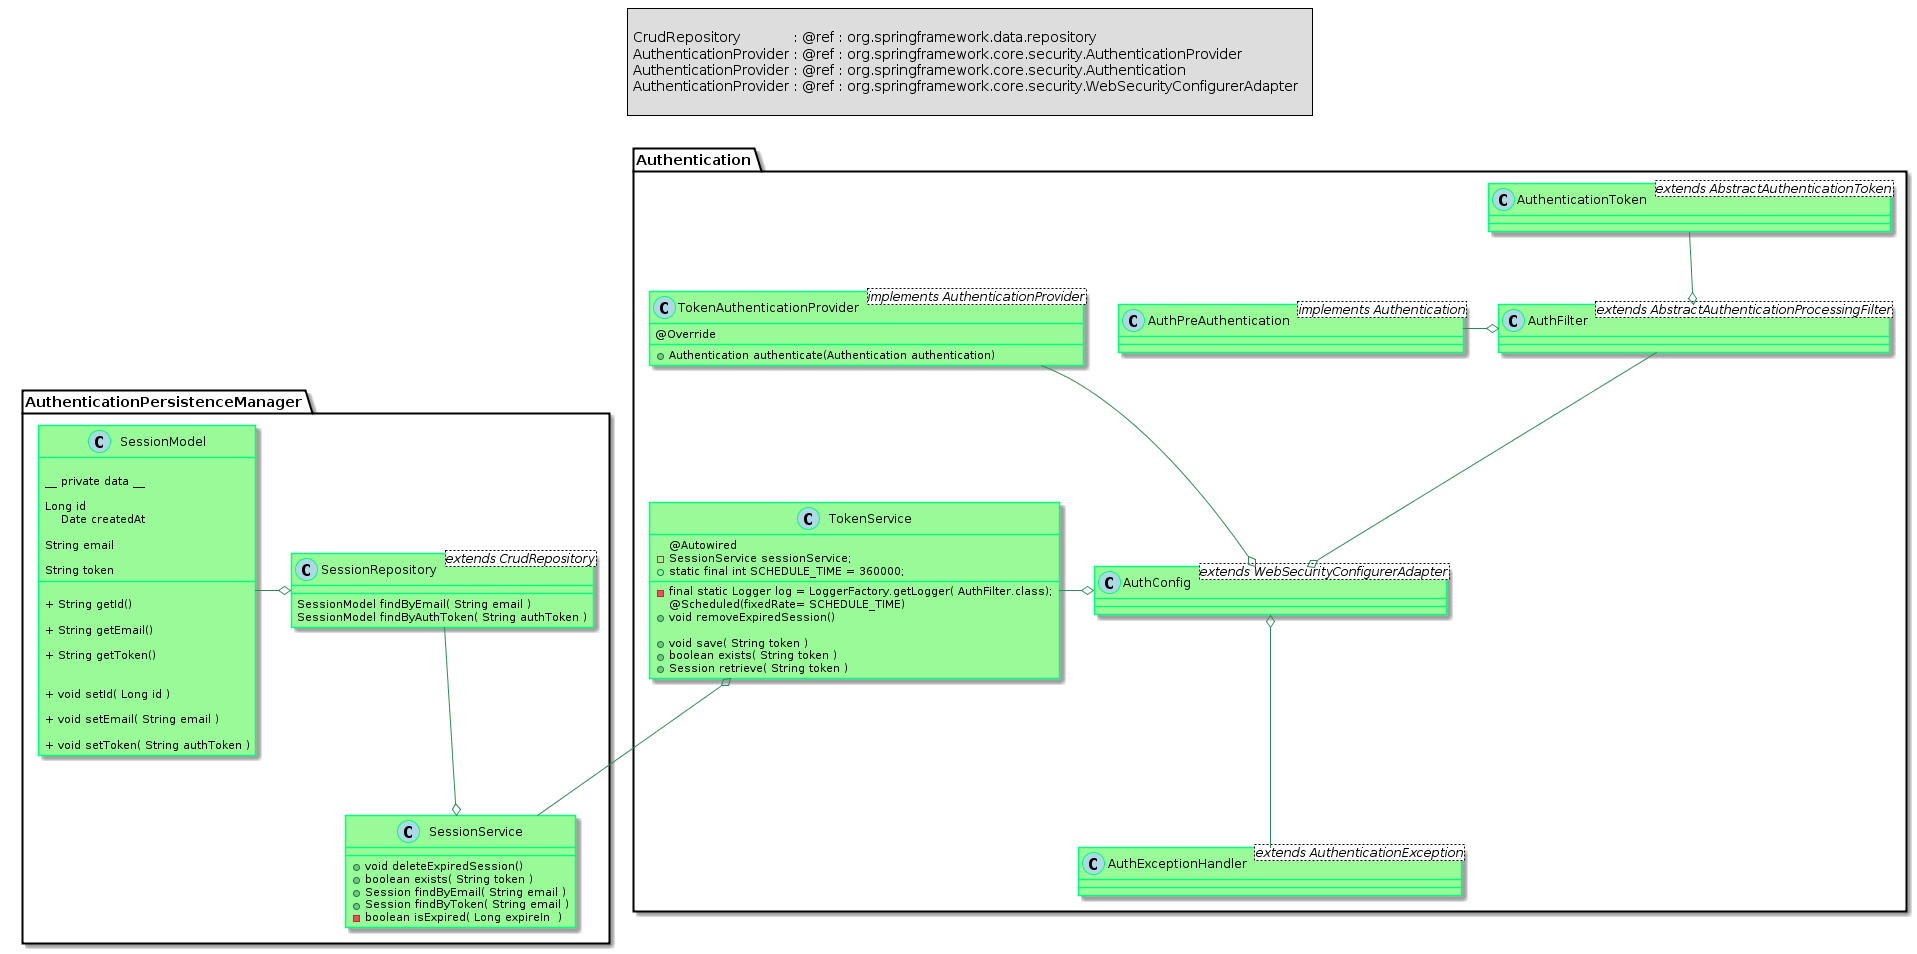 CrudRepository : @ref : org.springframework.data.repository
AuthenticationProvider : @ref : org.springframework.core.security.AuthenticationProvider
AuthenticationProvider : @ref : org.springframework.core.security.Authentication
AuthenticationProvider : @ref : org.springframework.core.security.WebSecurityConfigurerAdapter
Authentication
C AuthenticationToken
extends AbstractAuthenticationToken
C TokenAuthenticationProvider
implements AuthenticationProvider
@Override
Authentication authenticate(Authentication authentication)
C AuthPreAuthentication
implements Authentication
C AuthFilter
extends AbstractAuthenticationProcessingFilter
C TokenService
@Autowired
SessionService sessionService;
static final int SCHEDULE_TIME = 360000;
final static Logger log = LoggerFactory.getLogger( AuthFilter.class);
@Scheduled(fixedRate= SCHEDULE_TIME)
void removeExpiredSession()
void save( String token )
boolean exists( String token )
Session retrieve( String token )
C AuthConfig
extends WebSecurityConfigurerAdapter
C AuthExceptionHandler
extends AuthenticationException
AuthenticationPersistenceManager
C SessionModel
__ private data __
Long id
Date createdAt
String email
String token
+ String getId()
+ String getEmail()
+ String getToken()
+ void setId( Long id )
+ void setEmail( String email )
+ void setToken( String authToken )
C SessionRepository
extends CrudRepository
SessionModel findByEmail( String email )
SessionModel findByAuthToken( String authToken )
C SessionService
void deleteExpiredSession()
boolean exists( String token )
Session findByEmail( String email )
Session findByToken( String email )
boolean isExpired( Long expireIn )